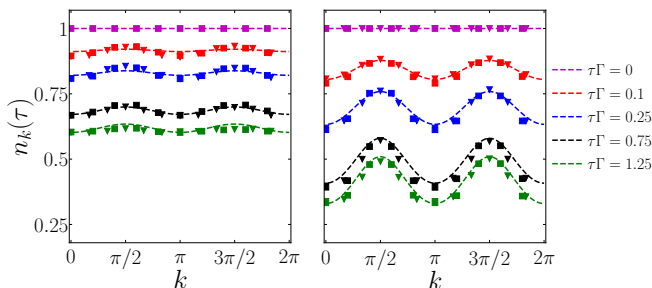 1
0.75
0.5
0.25
n_k(τ)
0 π/2 π 3π/2 2π
k
0 π/2 π 3π/2 2π
k
τΓ = 0
τΓ = 0.1
τΓ = 0.25
τΓ = 0.75
τΓ = 1.25